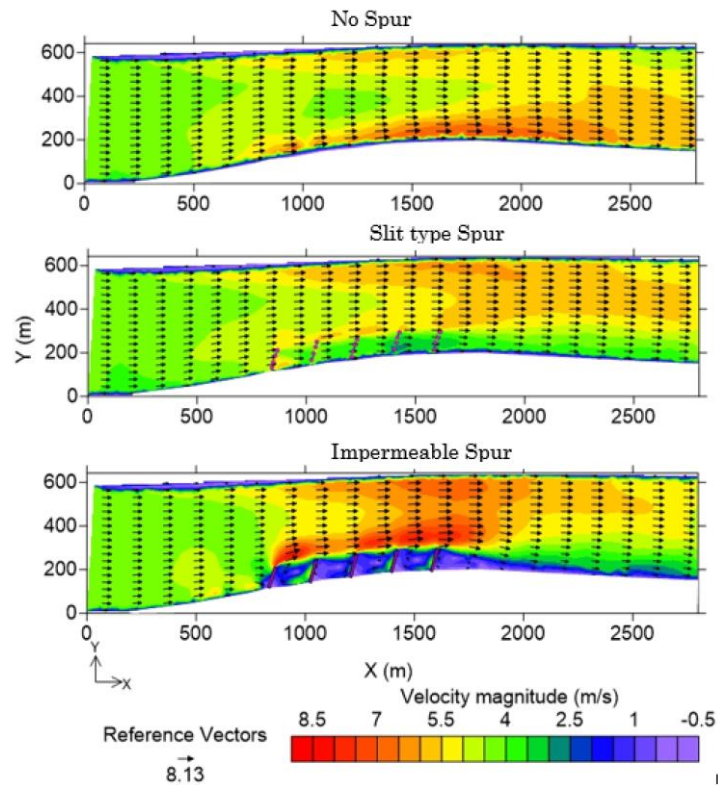 No Spur
600
400
200
0
0 500 1000 1500 2000 2500
Slit type Spur
600
400
200
0
0 500 1000 1500 2000 2500
Y (m)
Impermeable Spur
600
400
200
0
0 500 1000 1500 2000 2500
Y
X
X (m)
Velocity magnitude (m/s)
8.5 7 5.5 4 2.5 1 -0.5
Reference Vectors
8.13